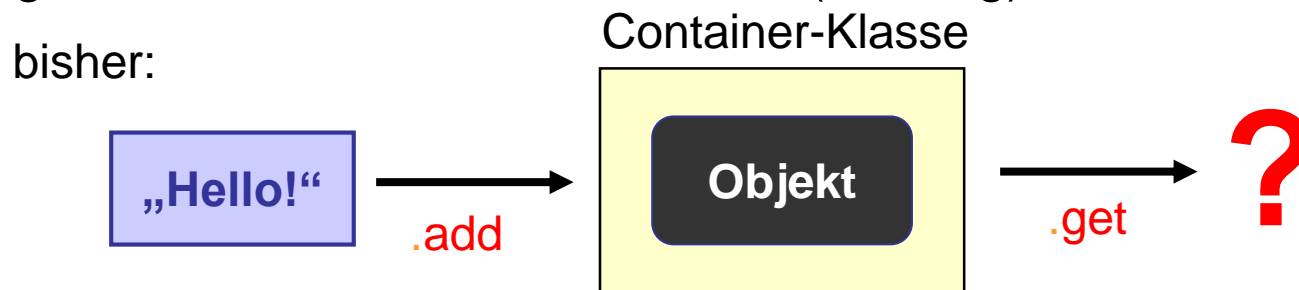 Container-Klasse
bisher:
„Hello!“
.add
Objekt
.get
?